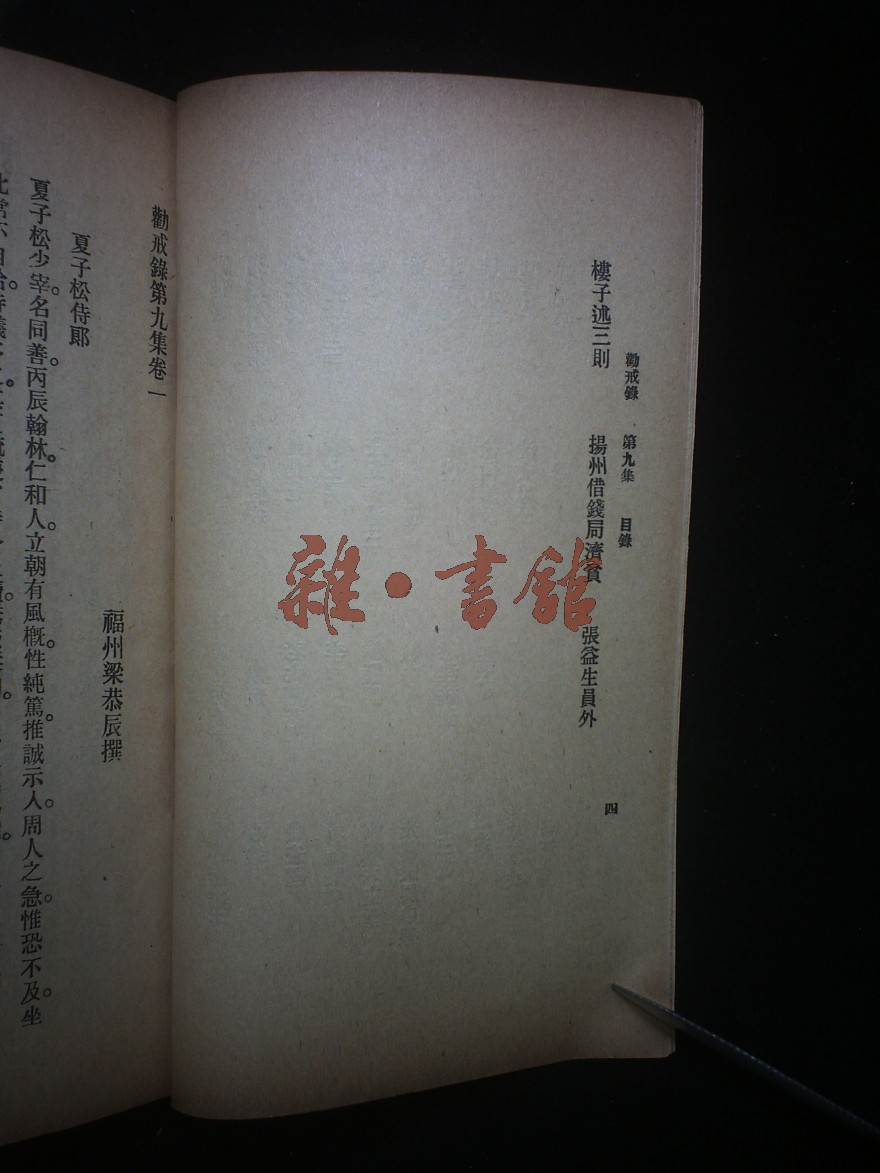 勸戒錄 第九集 目錄
四
樓子述三則 揚州借錢局濟貧 張益生員外
雜·書館
勸戒錄第九集卷一
福州梁恭辰撰
夏子松侍郞
夏子松少宰。名同善。丙辰翰林。仁和人。立朝有風槪。性純篤。推誠示人。周人之急。惟恐不及。坐